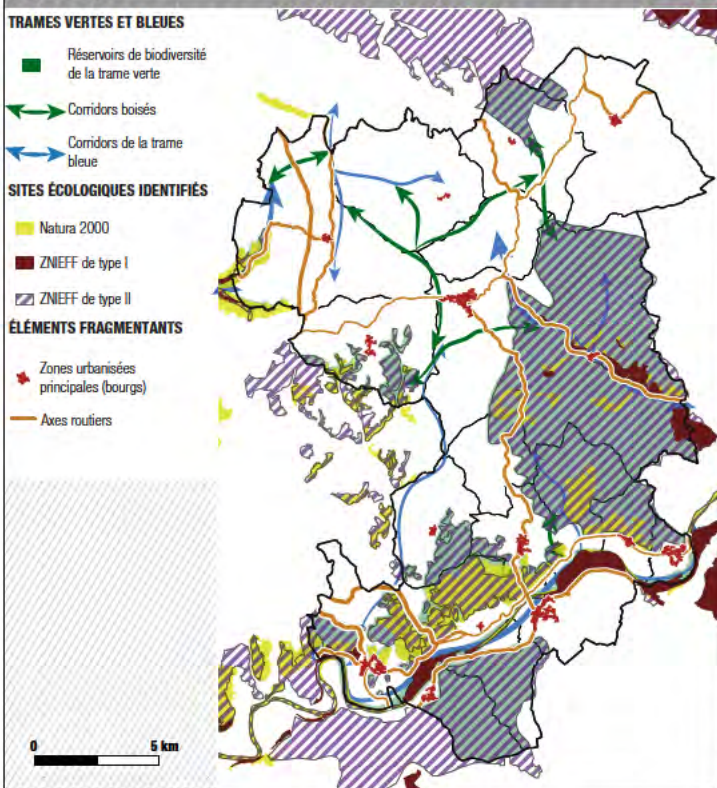 TRAMES VERTES ET BLEUES
Réservoirs de biodiversité
de la trame verte
Corridors boisés
Corridors de la trame
bleue
SITES ÉCOLOGIQUES IDENTIFIÉS
Natura 2000
ZNIEFF de type I
ZNIEFF de type II
ÉLÉMENTS FRAGMENTANTS
Zones urbanisées
principales (bourgs)
Axes routiers
0 5 km